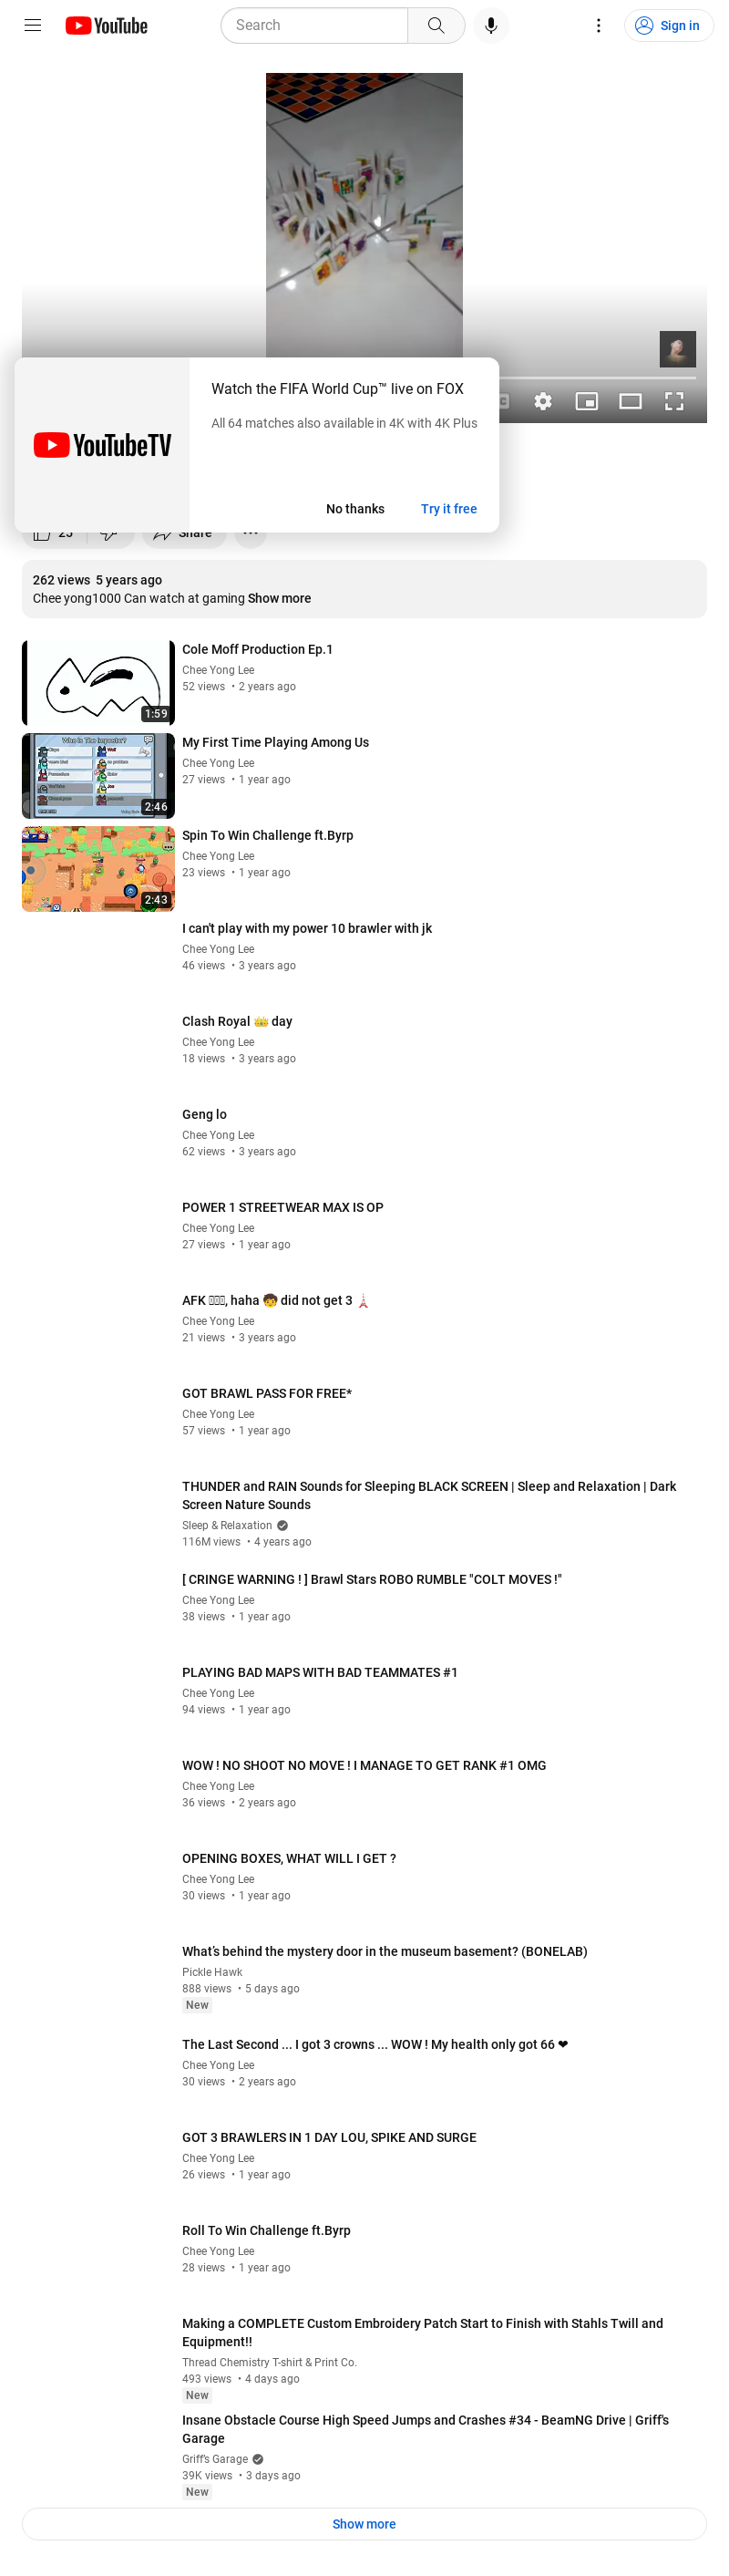 YouTube
Search
Sign in
Watch the FIFA World Cup™ live on FOX
All 64 matches also available in 4K with 4K Plus
YouTubeTV
No thanks
Try it free
25
Share
262 views 5 years ago
Chee yong1000 Can watch at gaming Show more
Cole Moff Production Ep.1
Chee Yong Lee
52 views • 2 years ago
1:59
My First Time Playing Among Us
Chee Yong Lee
27 views • 1 year ago
Who Is The Impostor?
2:46
Spin To Win Challenge ft.Byrp
Chee Yong Lee
23 views • 1 year ago
2:43
I can't play with my power 10 brawler with jk
Chee Yong Lee
46 views • 3 years ago
Clash Royal 👑 day
Chee Yong Lee
18 views • 3 years ago
Geng lo
Chee Yong Lee
62 views • 3 years ago
POWER 1 STREETWEAR MAX IS OP
Chee Yong Lee
27 views • 1 year ago
AFK , haha 🧒 did not get 3 🗼
Chee Yong Lee
21 views • 3 years ago
GOT BRAWL PASS FOR FREE*
Chee Yong Lee
57 views • 1 year ago
THUNDER and RAIN Sounds for Sleeping BLACK SCREEN | Sleep and Relaxation | Dark
Screen Nature Sounds
Sleep & Relaxation
116M views • 4 years ago
[ CRINGE WARNING ! ] Brawl Stars ROBO RUMBLE "COLT MOVES !"
Chee Yong Lee
38 views • 1 year ago
PLAYING BAD MAPS WITH BAD TEAMMATES #1
Chee Yong Lee
94 views • 1 year ago
WOW ! NO SHOOT NO MOVE ! I MANAGE TO GET RANK #1 OMG
Chee Yong Lee
36 views • 2 years ago
OPENING BOXES, WHAT WILL I GET ?
Chee Yong Lee
30 views • 1 year ago
What's behind the mystery door in the museum basement? (BONELAB)
Pickle Hawk
888 views • 5 days ago
New
The Last Second ... I got 3 crowns ... WOW ! My health only got 66 ❤
Chee Yong Lee
30 views • 2 years ago
GOT 3 BRAWLERS IN 1 DAY LOU, SPIKE AND SURGE
Chee Yong Lee
26 views • 1 year ago
Roll To Win Challenge ft.Byrp
Chee Yong Lee
28 views • 1 year ago
Making a COMPLETE Custom Embroidery Patch Start to Finish with Stahls Twill and
Equipment!!
Thread Chemistry T-shirt & Print Co.
493 views • 4 days ago
New
Insane Obstacle Course High Speed Jumps and Crashes #34 - BeamNG Drive | Griff's
Garage
Griff's Garage
39K views • 3 days ago
New
Show more